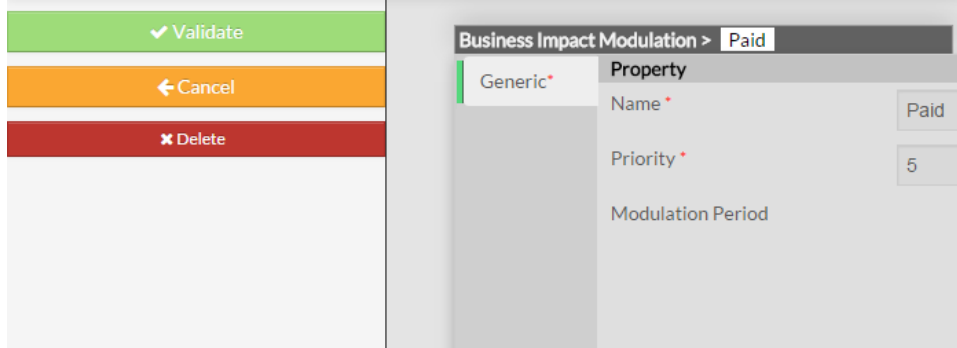 Validate
Cancel
Delete
Business Impact Modulation > Paid
Generic*
Property
Name * Paid
Priority * 5
Modulation Period